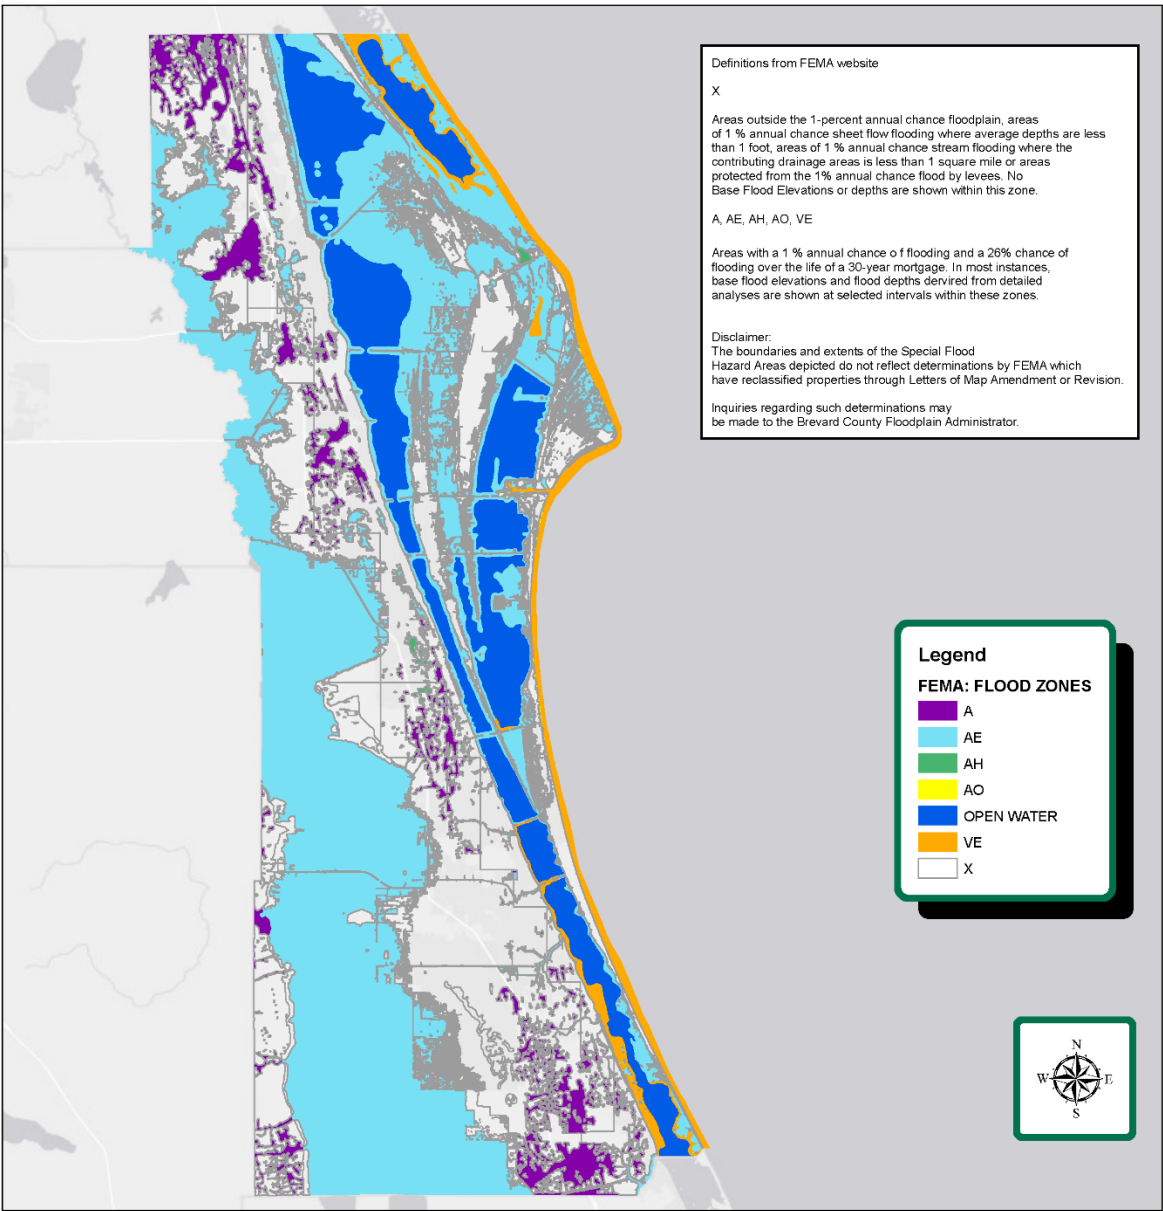 Definitions from FEMA website
X
Areas outside the 1-percent annual chance floodplain, areas
of 1 % annual chance sheet flow flooding where average depths are less
than 1 foot, areas of 1 % annual chance stream flooding where the
contributing drainage areas is less than 1 square mile or areas
protected from the 1% annual chance flood by levees. No
Base Flood Elevations or depths are shown within this zone.
A, AE, AH, AO, VE
Areas with a 1 % annual chance o f flooding and a 26% chance of
flooding over the life of a 30-year mortgage. In most instances,
base flood elevations and flood depths dervired from detailed
analyses are shown at selected intervals within these zones.
Disclaimer:
The boundaries and extents of the Special Flood
Hazard Areas depicted do not reflect determinations by FEMA which
have reclassified properties through Letters of Map Amendment or Revision.
Inquiries regarding such determinations may
be made to the Brevard County Floodplain Administrator.
Legend
FEMA: FLOOD ZONES
A
AE
AH
AO
OPEN WATER
VE
X
N
W E
S